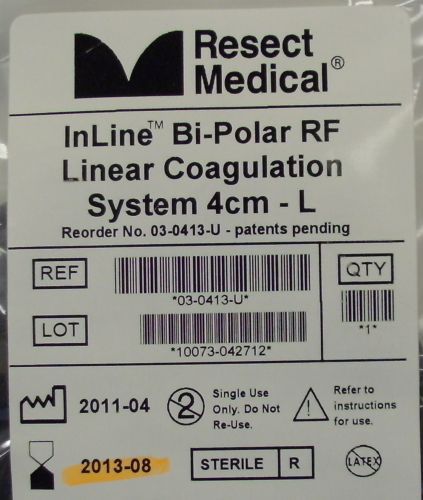 Resect
Medical®
InLine™ Bi-Polar RF
Linear Coagulation
System 4cm - L
Reorder No. 03-0413-U - patents pending
REF
*03-0413-U*
QTY
*1*
LOT
*10073-042712*
2011-04
2
Single Use
Only. Do Not
Re-Use.
!
Refer to
instructions
for use.
2013-08
STERILE R
LATEX